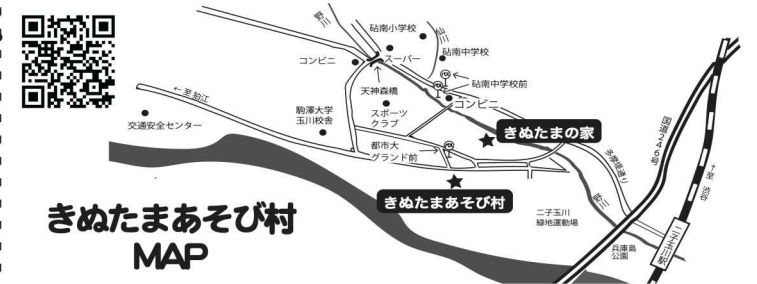 野川
砧南小学校
コンビニ
スーパー
砧南中学校
砧南中学校前
天神森橋
コンビニ
←至狛江
スポーツ
クラブ
駒澤大学
玉川校舎
交通安全センター
きぬたまの家
都市大
グランド前
国道246号
多摩堤通り
←至 渋谷
きぬたまあそび村
野川
二子玉川
緑地運動場
兵庫島
公園
二子玉川駅
きぬたまあそび村
MAP